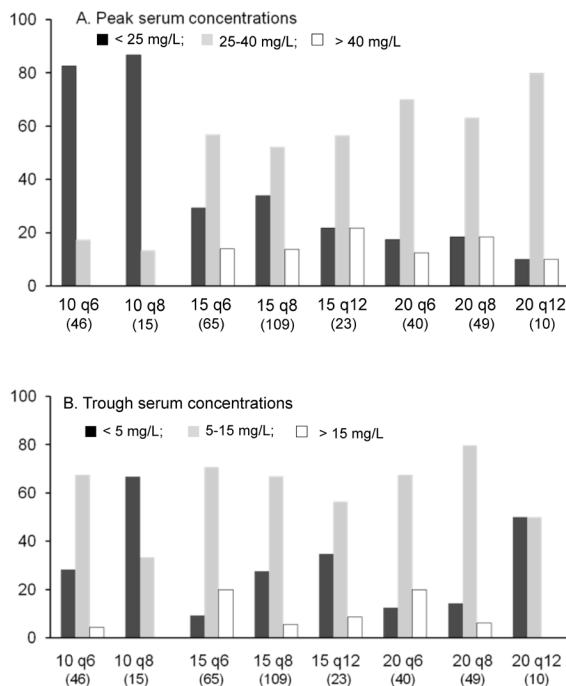 A. Peak serum concentrations
< 25 mg/L; 25-40 mg/L; > 40 mg/L
100
80
60
40
20
0
10 q6 10 q8 15 q6 15 q8 15 q12 20 q6 20 q8 20 q12
(46) (15) (65) (109) (23) (40) (49) (10)
B. Trough serum concentrations
< 5 mg/L; 5-15 mg/L; > 15 mg/L
100
80
60
40
20
0
10 q6 10 q8 15 q6 15 q8 15 q12 20 q6 20 q8 20 q12
(46) (15) (65) (109) (23) (40) (49) (10)